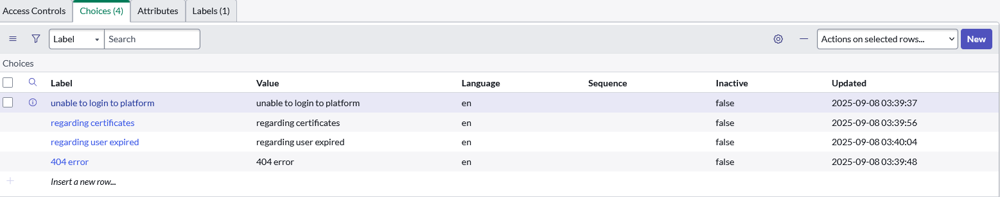 Access Controls Choices (4) Attributes Labels (1)
Label Search Actions on selected rows... New
Choices
Label Value Language Sequence Inactive Updated
unable to login to platform unable to login to platform en false 2025-09-08 03:39:37
regarding certificates regarding certificates en false 2025-09-08 03:39:56
regarding user expired regarding user expired en false 2025-09-08 03:40:04
404 error 404 error en false 2025-09-08 03:39:48
Insert a new row...